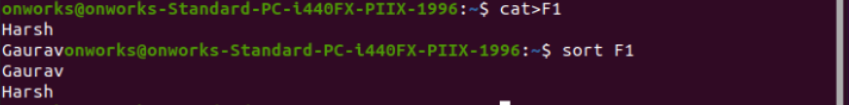 onworks@onworks-Standard-PC-i440FX-PIIX-1996:~$ cat>F1
Harsh
Gauravonworks@onworks-Standard-PC-i440FX-PIIX-1996:~$ sort F1
Gaurav
Harsh